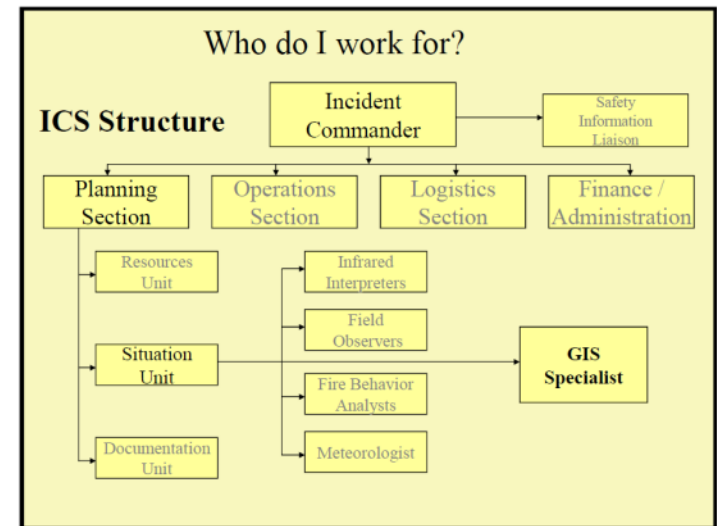 Who do I work for?
ICS Structure
Incident
Commander
Safety
Information
Liaison
Planning
Section
Operations
Section
Logistics
Section
Finance /
Administration
Resources
Unit
Infrared
Interpreters
Field
Observers
Situation
Unit
GIS
Specialist
Fire Behavior
Analysts
Documentation
Unit
Meteorologist